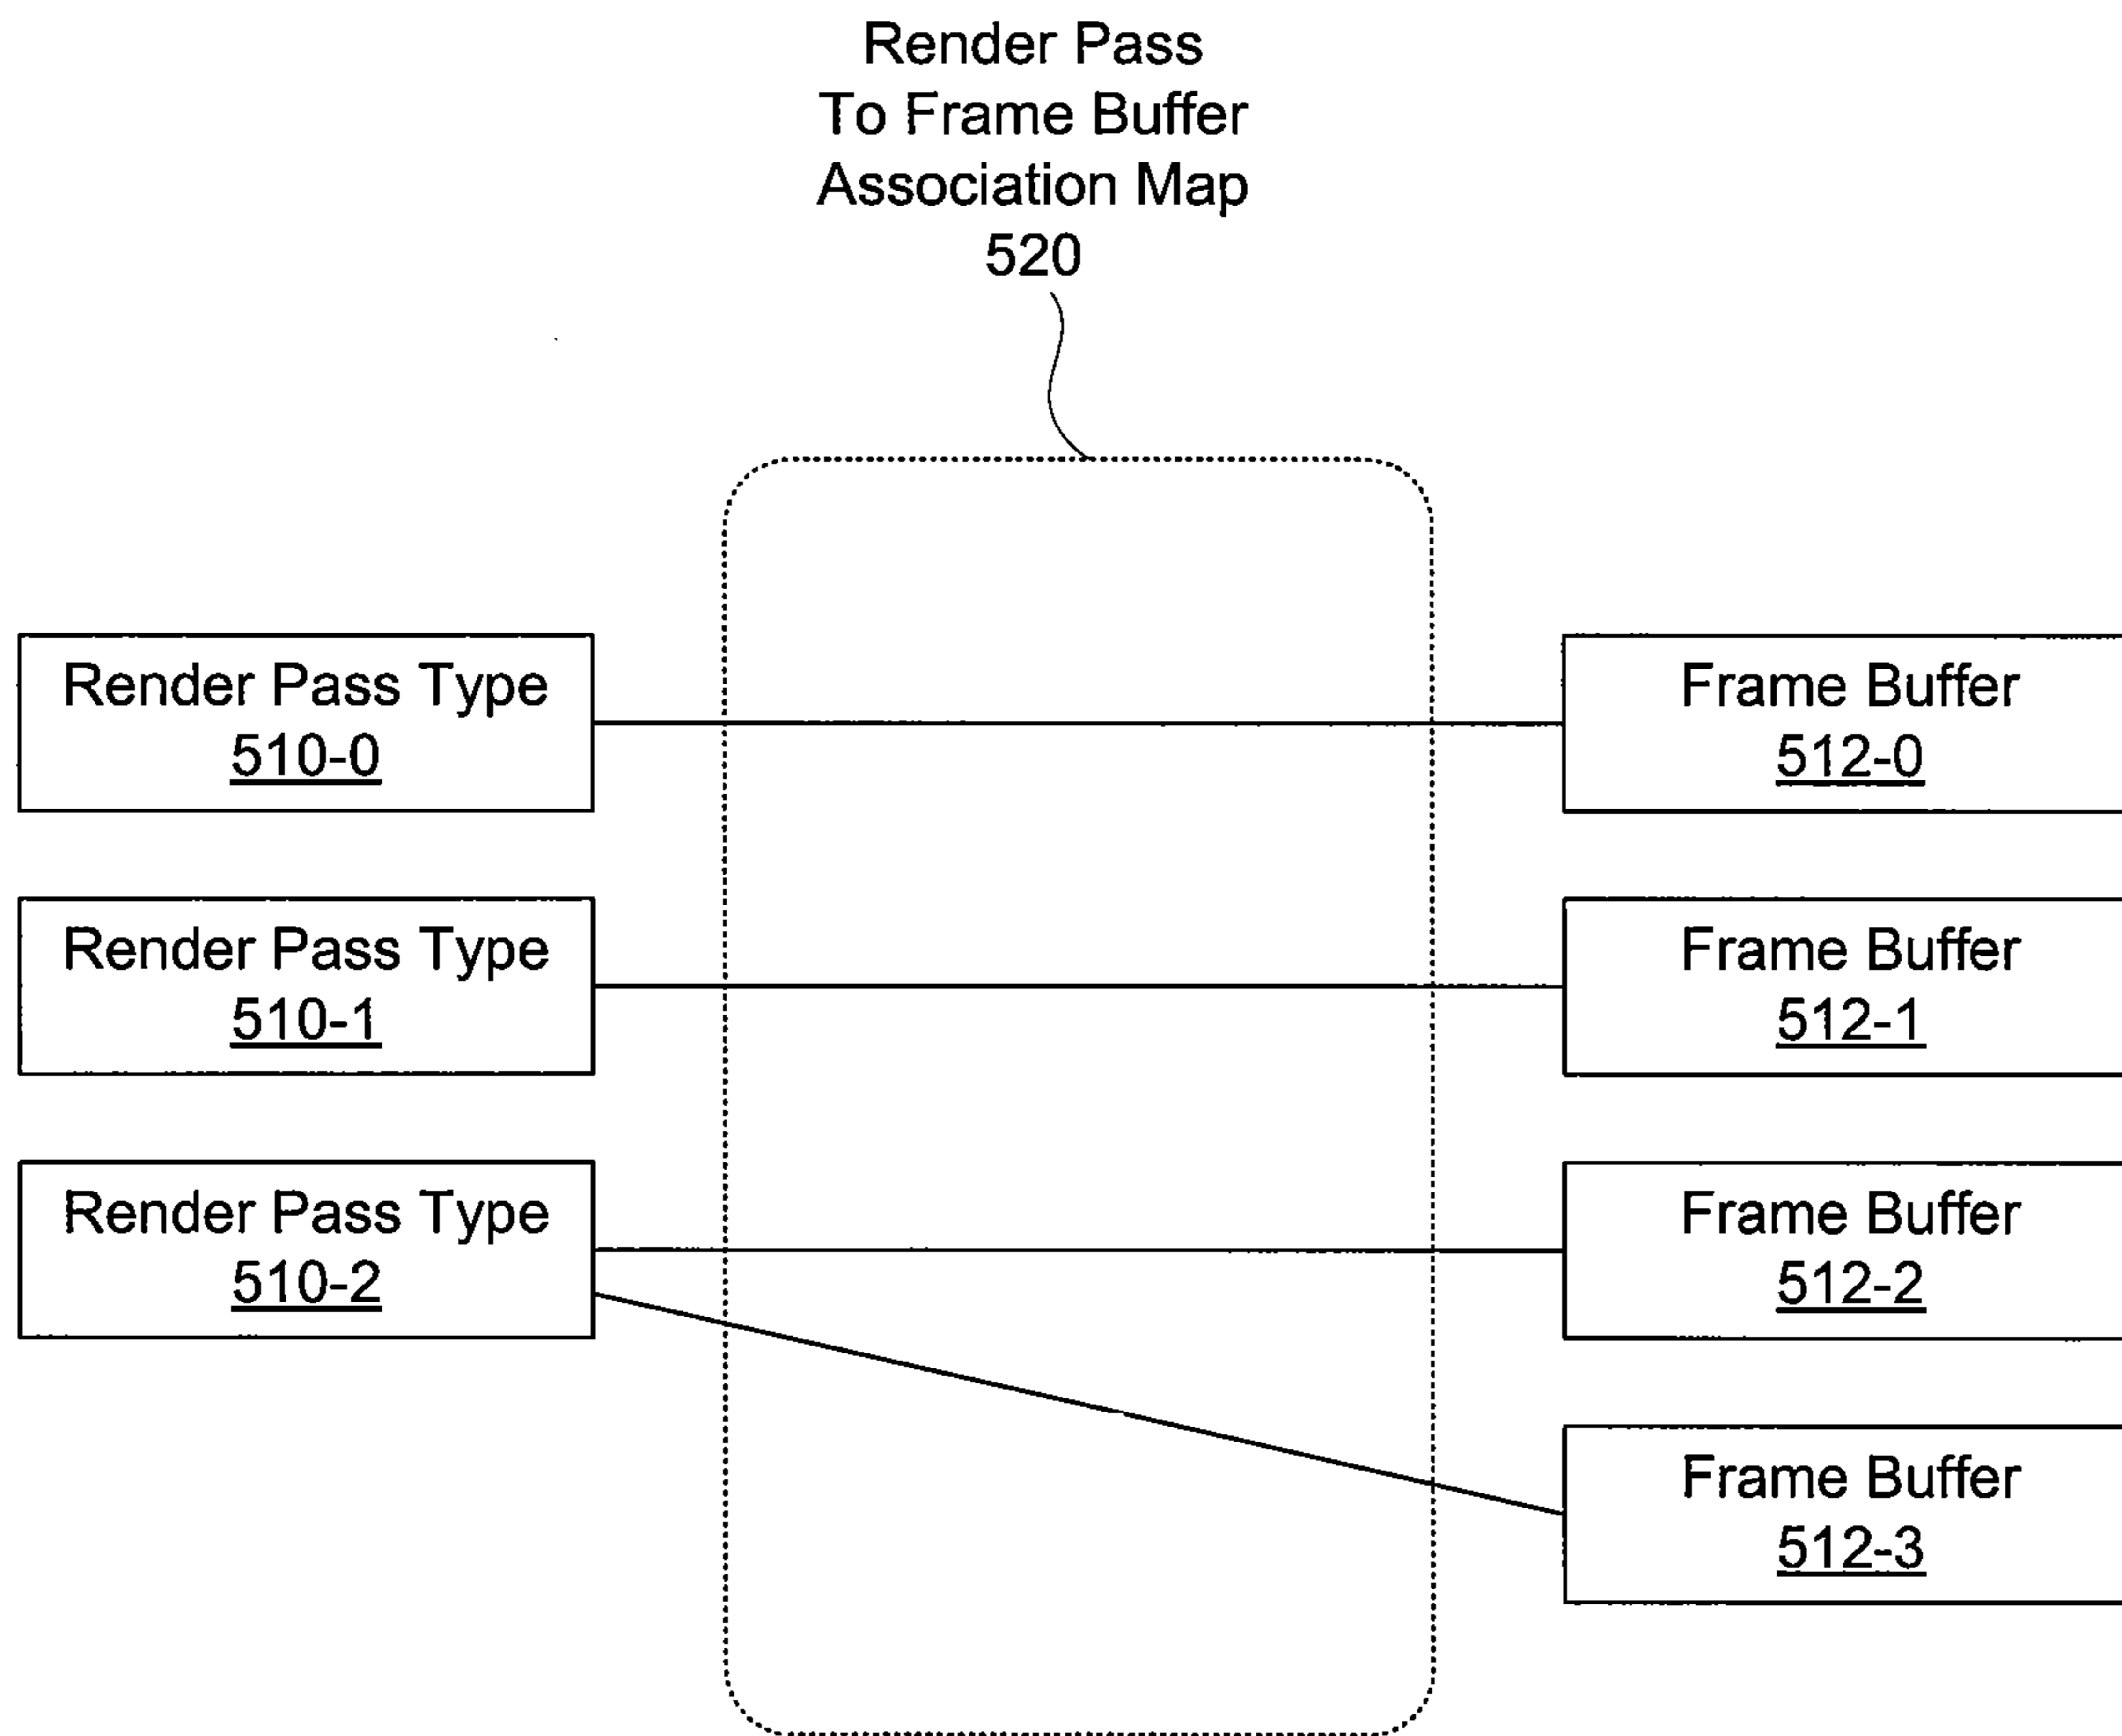 Render Pass
To Frame Buffer
Association Map
520
Render Pass Type
510-0
Frame Buffer
512-0
Render Pass Type
510-1
Frame Buffer
512-1
Render Pass Type
510-2
Frame Buffer
512-2
Frame Buffer
512-3